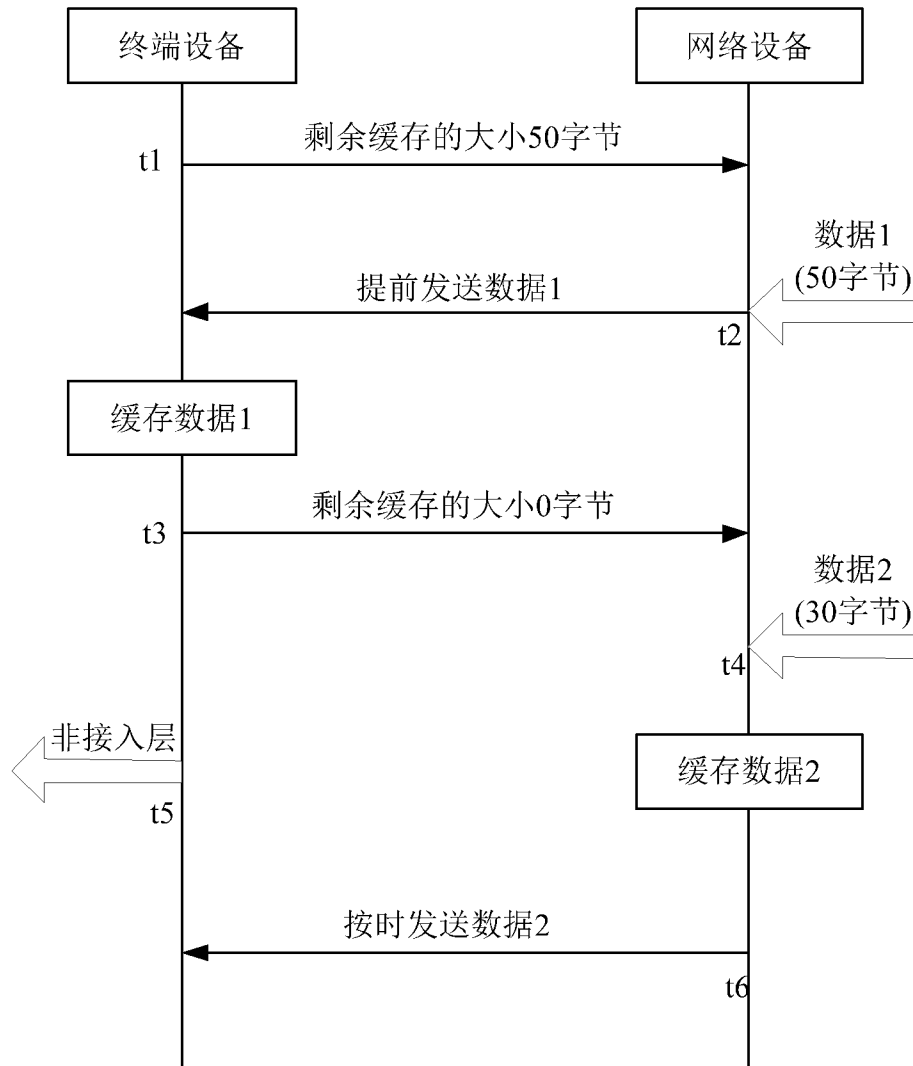 终端设备
网络设备
剩余缓存的大小50字节
t1
数据1
(50字节)
提前发送数据1
t2
缓存数据1
剩余缓存的大小0字节
t3
数据2
(30字节)
t4
非接入层
缓存数据2
t5
按时发送数据2
t6